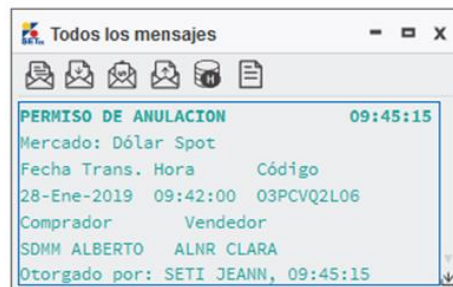 Todos los mensajes
PERMISO DE ANULACION 09:45:15
Mercado: Dólar Spot
Fecha Trans. Hora Código
28-Ene-2019 09:42:00 03PCVQ2L06
Comprador Vendedor
SDMM ALBERTO ALNR CLARA
Otorgado por: SETI JEANN, 09:45:15